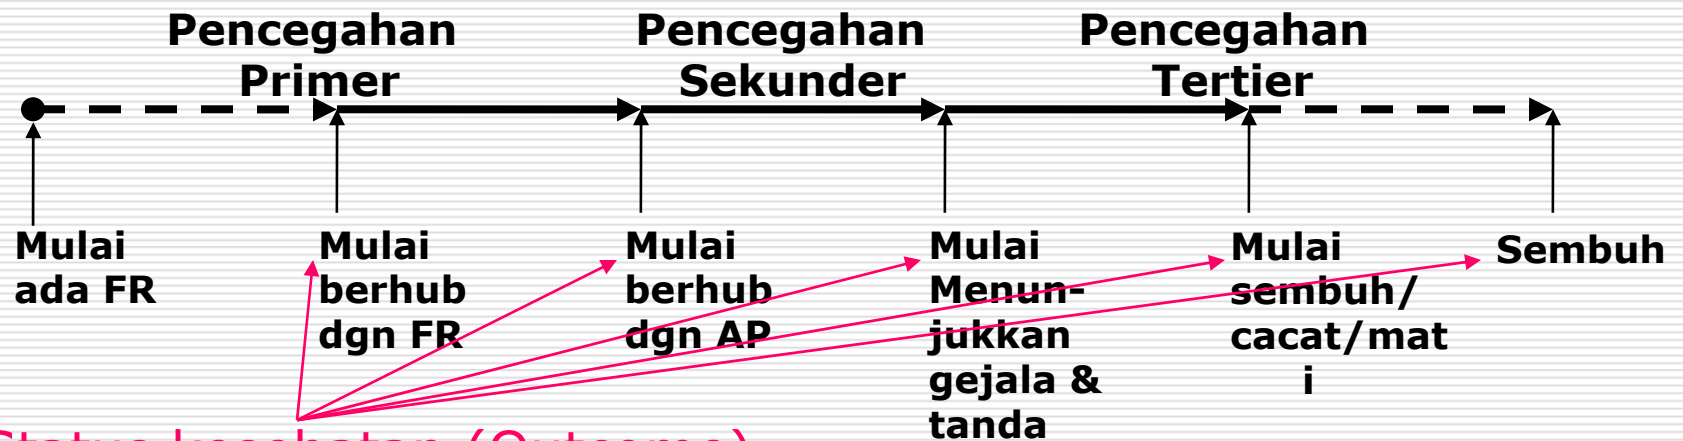 Pencegahan
Primer
Pencegahan
Sekunder
Pencegahan
Tertier
Mulai
ada FR
Mulai
berhub
dgn FR
Mulai
berhub
dgn AP
Mulai
Menun-
jukkan
gejala &
tanda
Mulai
sembuh/
cacat/mat
i
Sembuh
Status kesehatan (Outcome)